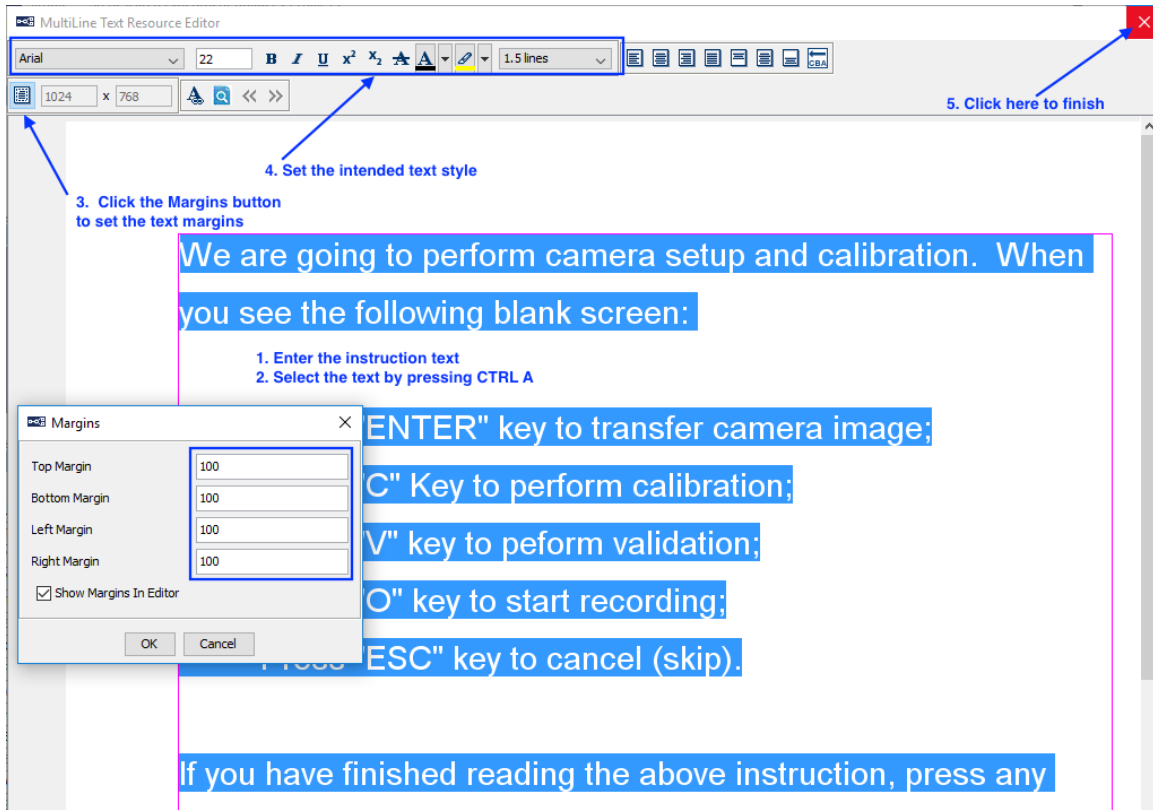 MultiLine Text Resource Editor
Arial 22 B I U x² X₂ A A 1.5 lines CBA
1024 x 768 A
5. Click here to finish
4. Set the intended text style
3. Click the Margins button
to set the text margins
We are going to perform camera setup and calibration. When
you see the following blank screen:
1. Enter the instruction text
2. Select the text by pressing CTRL A
"ENTER" key to transfer camera image;
"C" Key to perform calibration;
"V" key to peform validation;
"O" key to start recording;
Press "ESC" key to cancel (skip).
If you have finished reading the above instruction, press any
Margins
Top Margin 100
Bottom Margin 100
Left Margin 100
Right Margin 100
Show Margins In Editor
OK Cancel